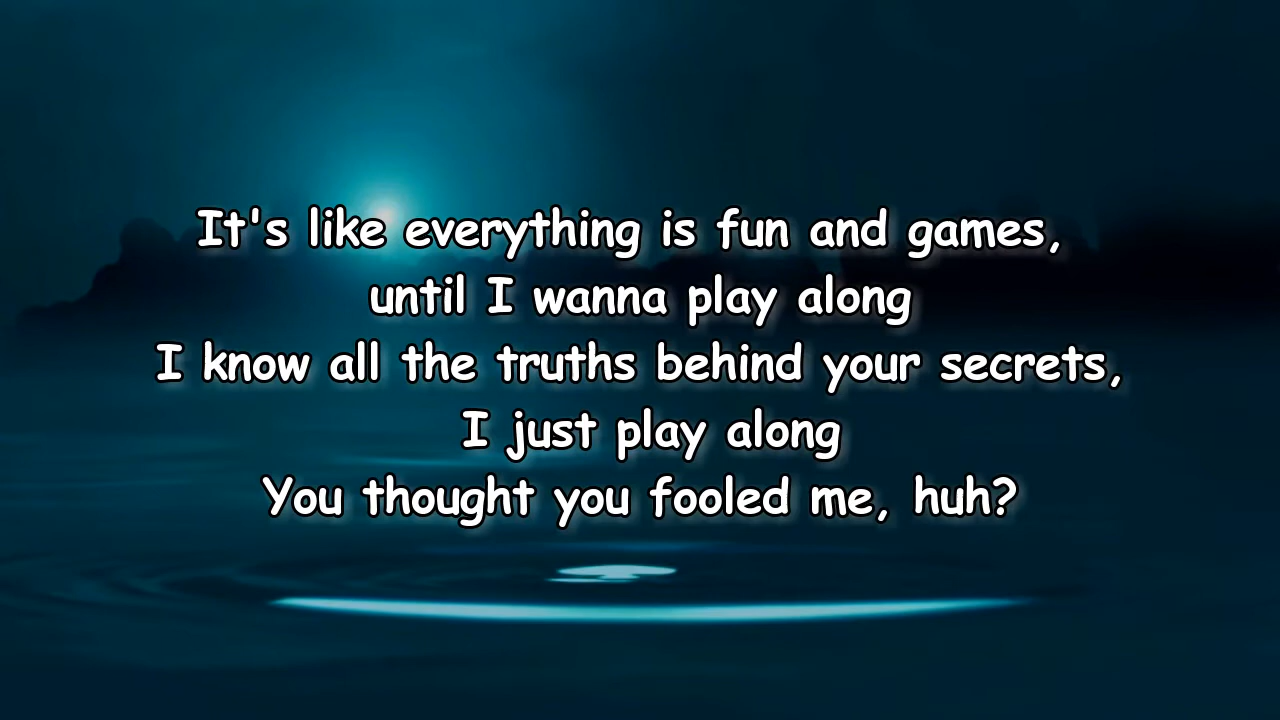 It's like everything is fun and games,
until I wanna play along
I know all the truths behind your secrets,
I just play along
You thought you fooled me, huh?